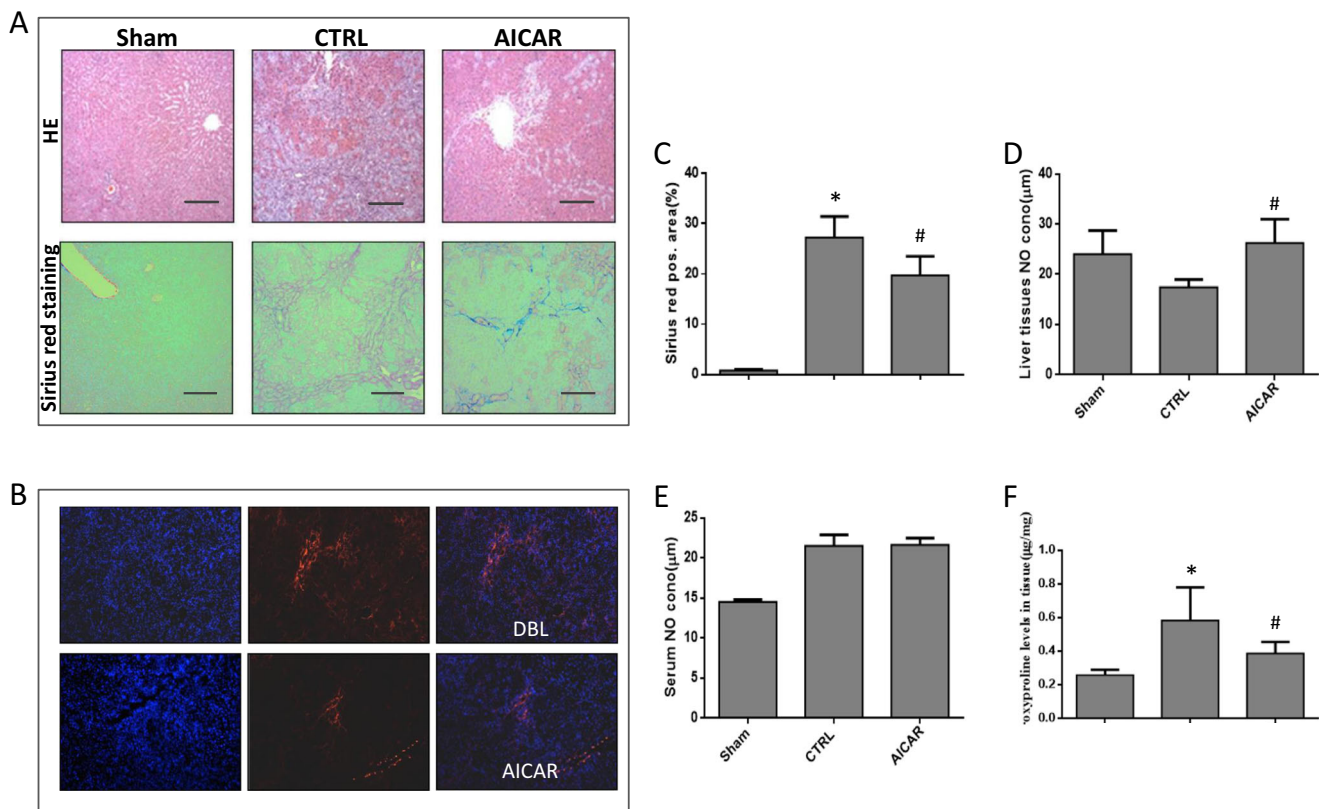 A
Sham
CTRL
AICAR
HE
Sirius red staining
B
DBL
AICAR
C
Sirius red pos. area(%)
40
30
20
10
0
*
#
D
Liver tissues NO cono(μm)
40
30
20
10
0
#
Sham
CTRL
AICAR
E
Serum NO cono(μm)
25
20
15
10
5
0
Sham
CTRL
AICAR
F
oxyproline levels in tissue(μg/mg)
1.0
0.8
0.6
0.4
0.2
0.0
*
#